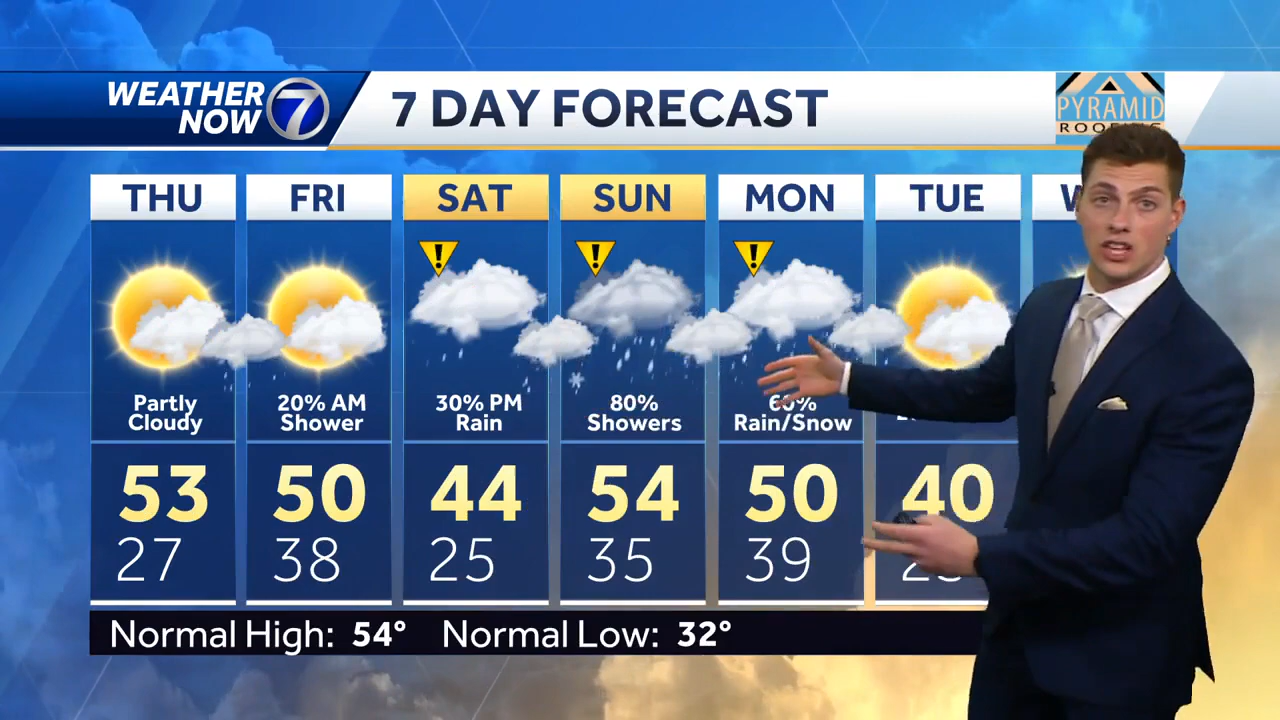 WEATHER
NOW 7
7 DAY FORECAST
PYRAMID
ROOFING
THU FRI SAT SUN MON TUE
! ! !
Partly
Cloudy
20% AM
Shower
30% PM
Rain
80%
Showers
60%
Rain/Snow
53 50 44 54 50 40
27 38 25 35 39
Normal High: 54° Normal Low: 32°